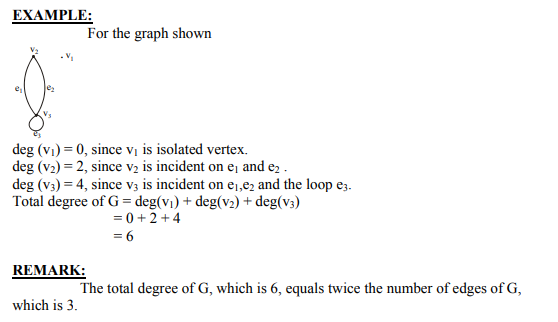 EXAMPLE:
For the graph shown
v₂
. v₁
e₁
e₂
v₃
e₃
deg (v₁) = 0, since v₁ is isolated vertex.
deg (v₂) = 2, since v₂ is incident on e₁ and e₂ .
deg (v₃) = 4, since v₃ is incident on e₁,e₂ and the loop e₃.
Total degree of G = deg(v₁) + deg(v₂) + deg(v₃)
= 0 + 2 + 4
= 6
REMARK:
The total degree of G, which is 6, equals twice the number of edges of G,
which is 3.